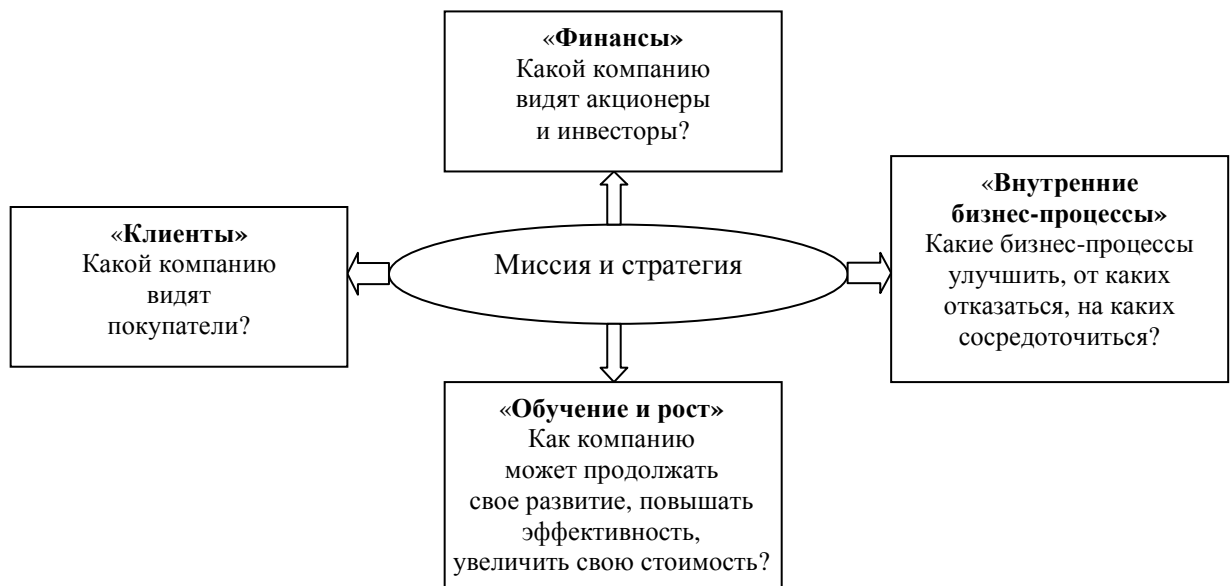 «Финансы»
Какой компанию
видят акционеры
и инвесторы?
«Клиенты»
Какой компанию
видят
покупатели?
Миссия и стратегия
«Внутренние
бизнес-процессы»
Какие бизнес-процессы
улучшить, от каких
отказаться, на каких
сосредоточиться?
«Обучение и рост»
Как компанию
может продолжать
свое развитие, повышать
эффективность,
увеличить свою стоимость?